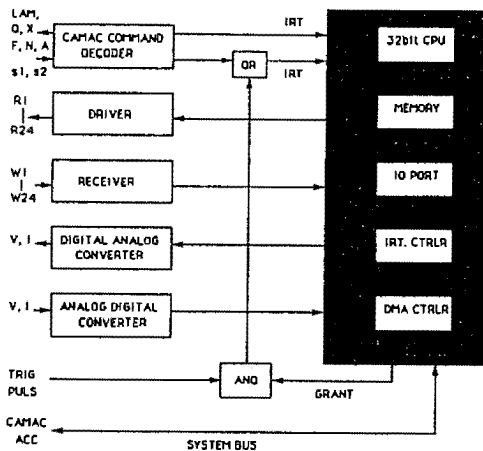 LAM,
Q, X
F, N, A
s1, s2
CAMAC COMMAND
DECODER
IRT
OR
IRT
32bit CPU
R1
R24
DRIVER
MEMORY
W1
W24
RECEIVER
IO PORT
V, I
DIGITAL ANALOG
CONVERTER
IRT. CTRLR
V, I
ANALOG DIGITAL
CONVERTER
DMA CTRLR
TRIG
PULS
AND
GRANT
CAMAC
ACC
SYSTEM BUS